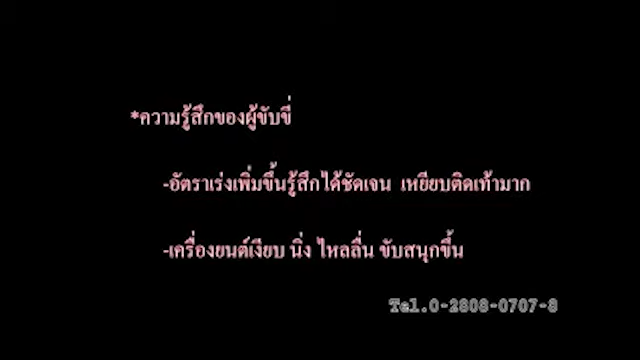 *ความรู้สึกของผู้ขับขี่
-อัตราเร่งเพิ่มขึ้นรู้สึกได้ชัดเจน เหยียบติดเท้ามาก
-เครื่องยนต์เงียบ นิ่ง ไหลลื่น ขับสนุกขึ้น
Tel.0-2808-0707-8